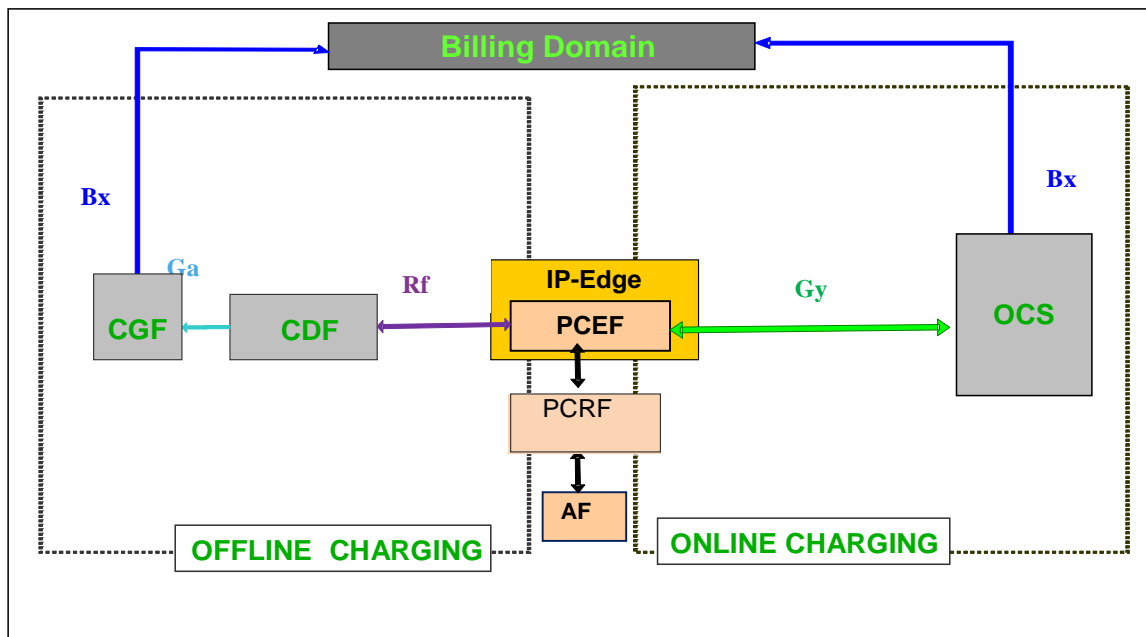 Billing Domain
Bx
Bx
Ga
Rf
IP-Edge
Gy
CGF
CDF
PCEF
OCS
PCRF
AF
OFFLINE CHARGING
ONLINE CHARGING